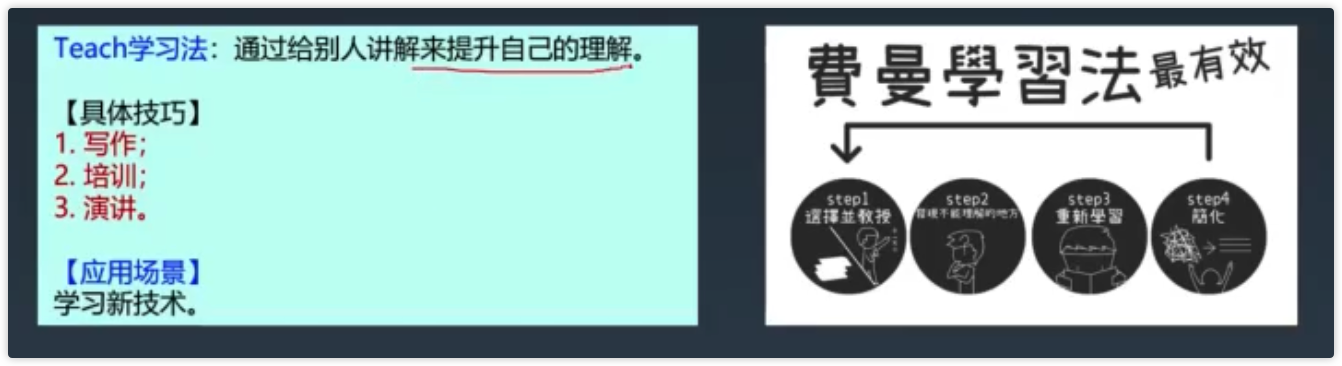 Teach学习法：通过给别人讲解来提升自己的理解。
【具体技巧】
1. 写作；
2. 培训；
3. 演讲。
【应用场景】
学习新技术。
費曼學習法最有效
step1
選擇並教授
step2
發現不能理解的地方
step3
重新學習
step4
簡化